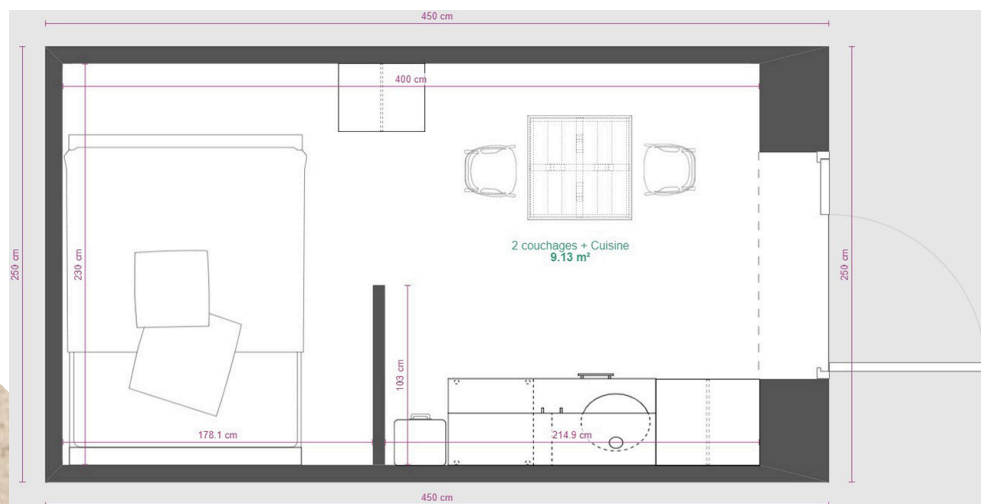 450 cm
400 cm
250 cm
230 cm
2 couchages + Cuisine
9.13 m²
250 cm
103 cm
178.1 cm
214.9 cm
450 cm